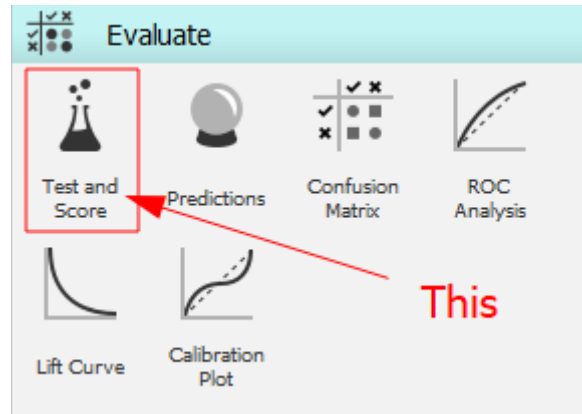 Evaluate
Test and
Score
Predictions
Confusion
Matrix
ROC
Analysis
This
Lift Curve
Calibration
Plot